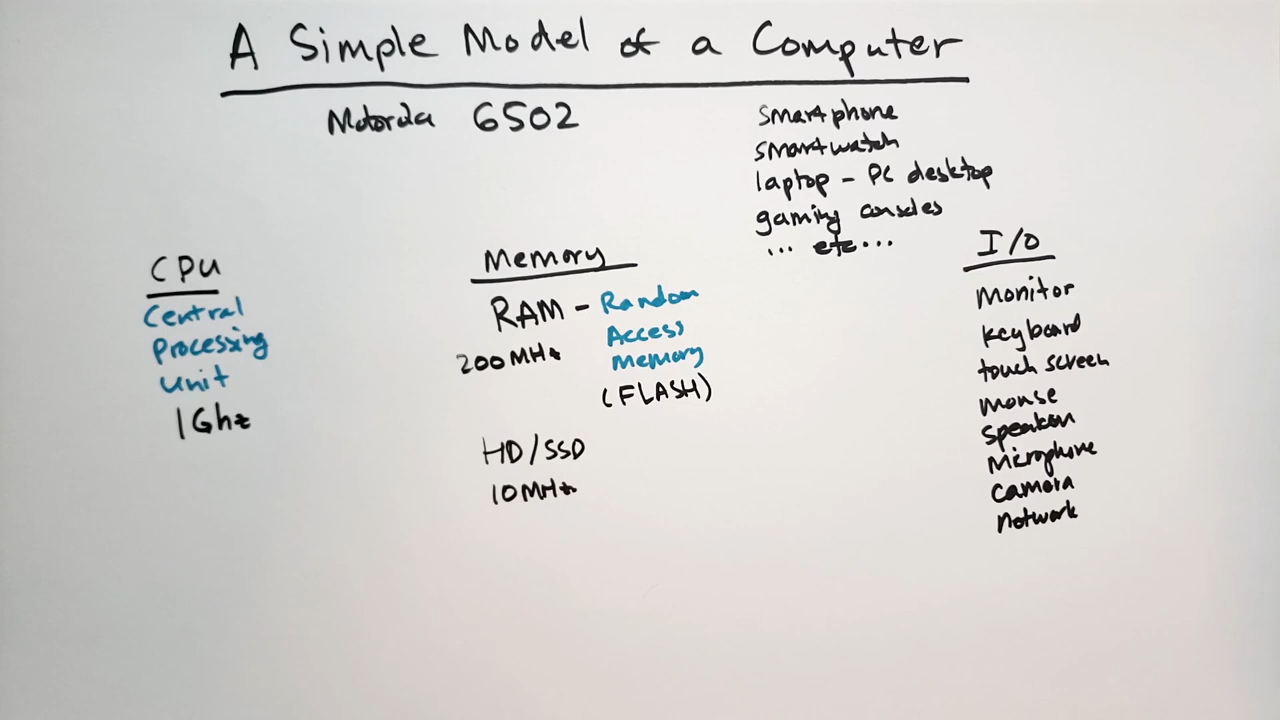 A Simple Model of a Computer
Motorola 6502
smartphone
smartwatch
laptop - PC desktop
gaming consoles
... etc ...
CPU
Central
Processing
Unit
1Ghz
Memory
RAM - Random
Access
Memory
200MHz
(FLASH)
HD/SSD
10MHz
I/O
Monitor
keyboard
touch screen
mouse
speaker
Microphone
camera
network